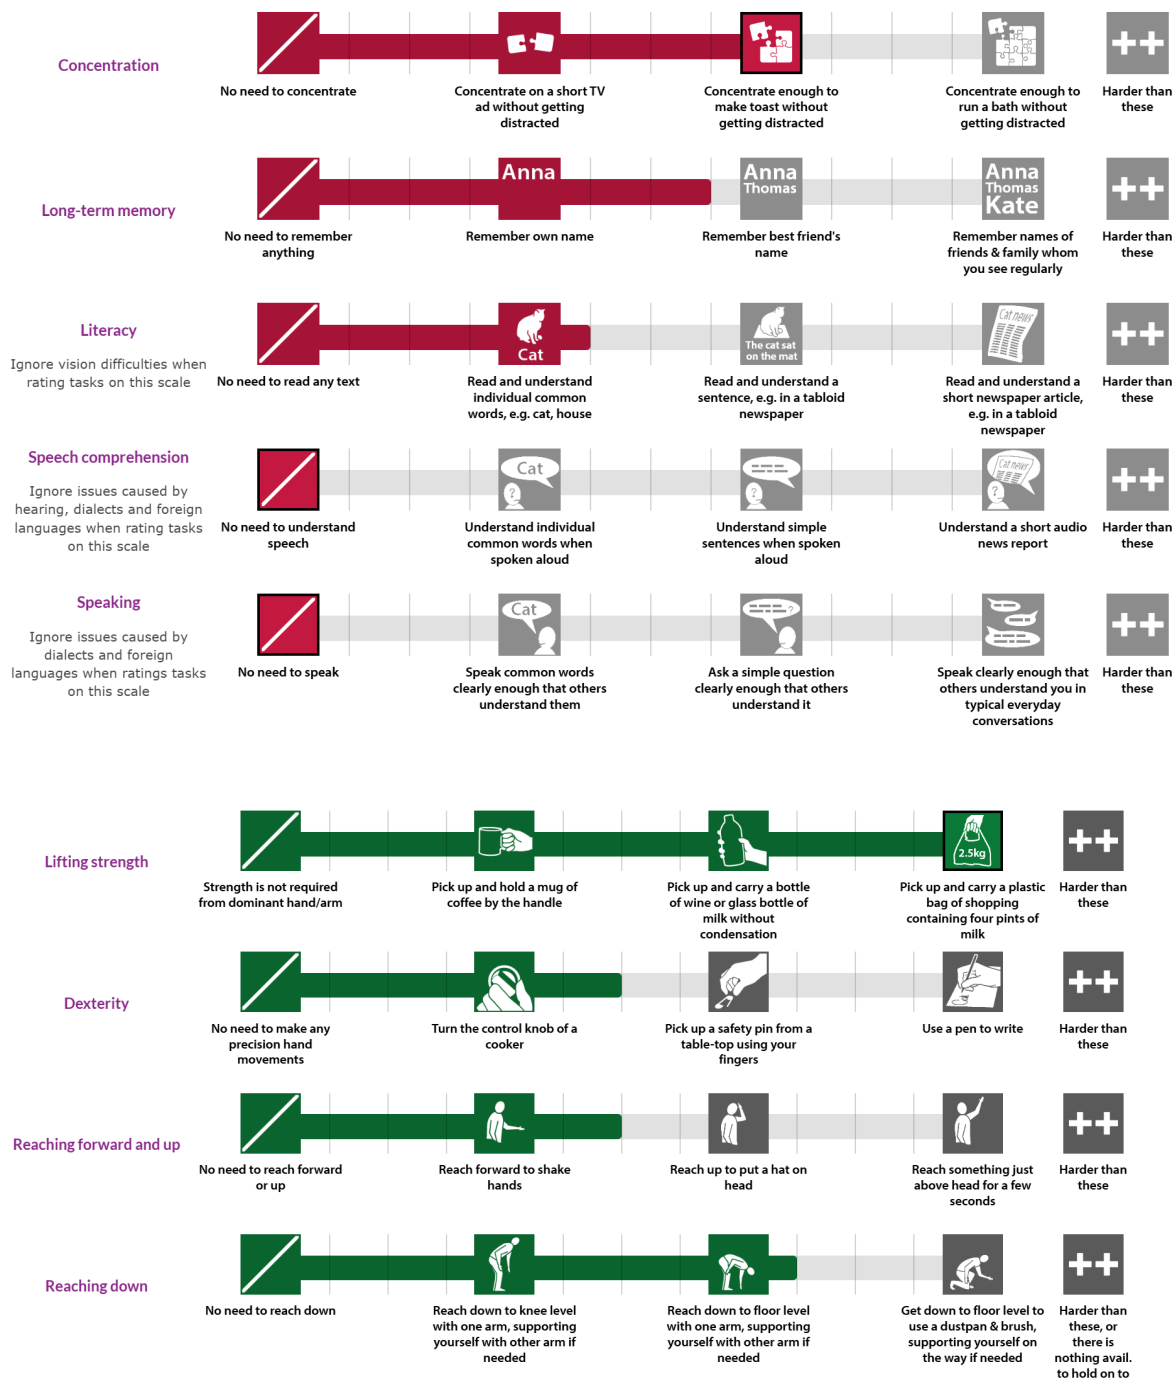 Concentration
No need to concentrate
Concentrate on a short TV
ad without getting
distracted
Concentrate enough to
make toast without
getting distracted
Concentrate enough to
run a bath without
getting distracted
++
Harder than
these
Long-term memory
No need to remember
anything
Anna
Remember own name
Anna
Thomas
Remember best friend's
name
Anna
Thomas
Kate
Remember names of
friends & family whom
you see regularly
++
Harder than
these
Literacy
Ignore vision difficulties when
rating tasks on this scale
No need to read any text
Cat
Read and understand
individual common
words, e.g. cat, house
The cat sat
on the mat
Read and understand a
sentence, e.g. in a tabloid
newspaper
Cat news
Read and understand a
short newspaper article,
e.g. in a tabloid
newspaper
++
Harder than
these
Speech comprehension
Ignore issues caused by
hearing, dialects and foreign
languages when rating tasks
on this scale
No need to understand
speech
Cat
?
Understand individual
common words when
spoken aloud
?
Understand simple
sentences when spoken
aloud
Cat news
?
Understand a short audio
news report
++
Harder than
these
Speaking
Ignore issues caused by
dialects and foreign
languages when ratings tasks
on this scale
No need to speak
Cat
Speak common words
clearly enough that others
understand them
?
Ask a simple question
clearly enough that others
understand it
Speak clearly enough that
others understand you in
typical everyday
conversations
++
Harder than
these
Lifting strength
Strength is not required
from dominant hand/arm
Pick up and hold a mug of
coffee by the handle
Pick up and carry a bottle
of wine or glass bottle of
milk without
condensation
2.5kg
Pick up and carry a plastic
bag of shopping
containing four pints of
milk
++
Harder than
these
Dexterity
No need to make any
precision hand
movements
Turn the control knob of a
cooker
Pick up a safety pin from a
table-top using your
fingers
Use a pen to write
++
Harder than
these
Reaching forward and up
No need to reach forward
or up
Reach forward to shake
hands
Reach up to put a hat on
head
Reach something just
above head for a few
seconds
++
Harder than
these
Reaching down
No need to reach down
Reach down to knee level
with one arm, supporting
yourself with other arm if
needed
Reach down to floor level
with one arm, supporting
yourself with other arm if
needed
Get down to floor level to
use a dustpan & brush,
supporting yourself on
the way if needed
++
Harder than
these, or
there is
nothing avail.
to hold on to